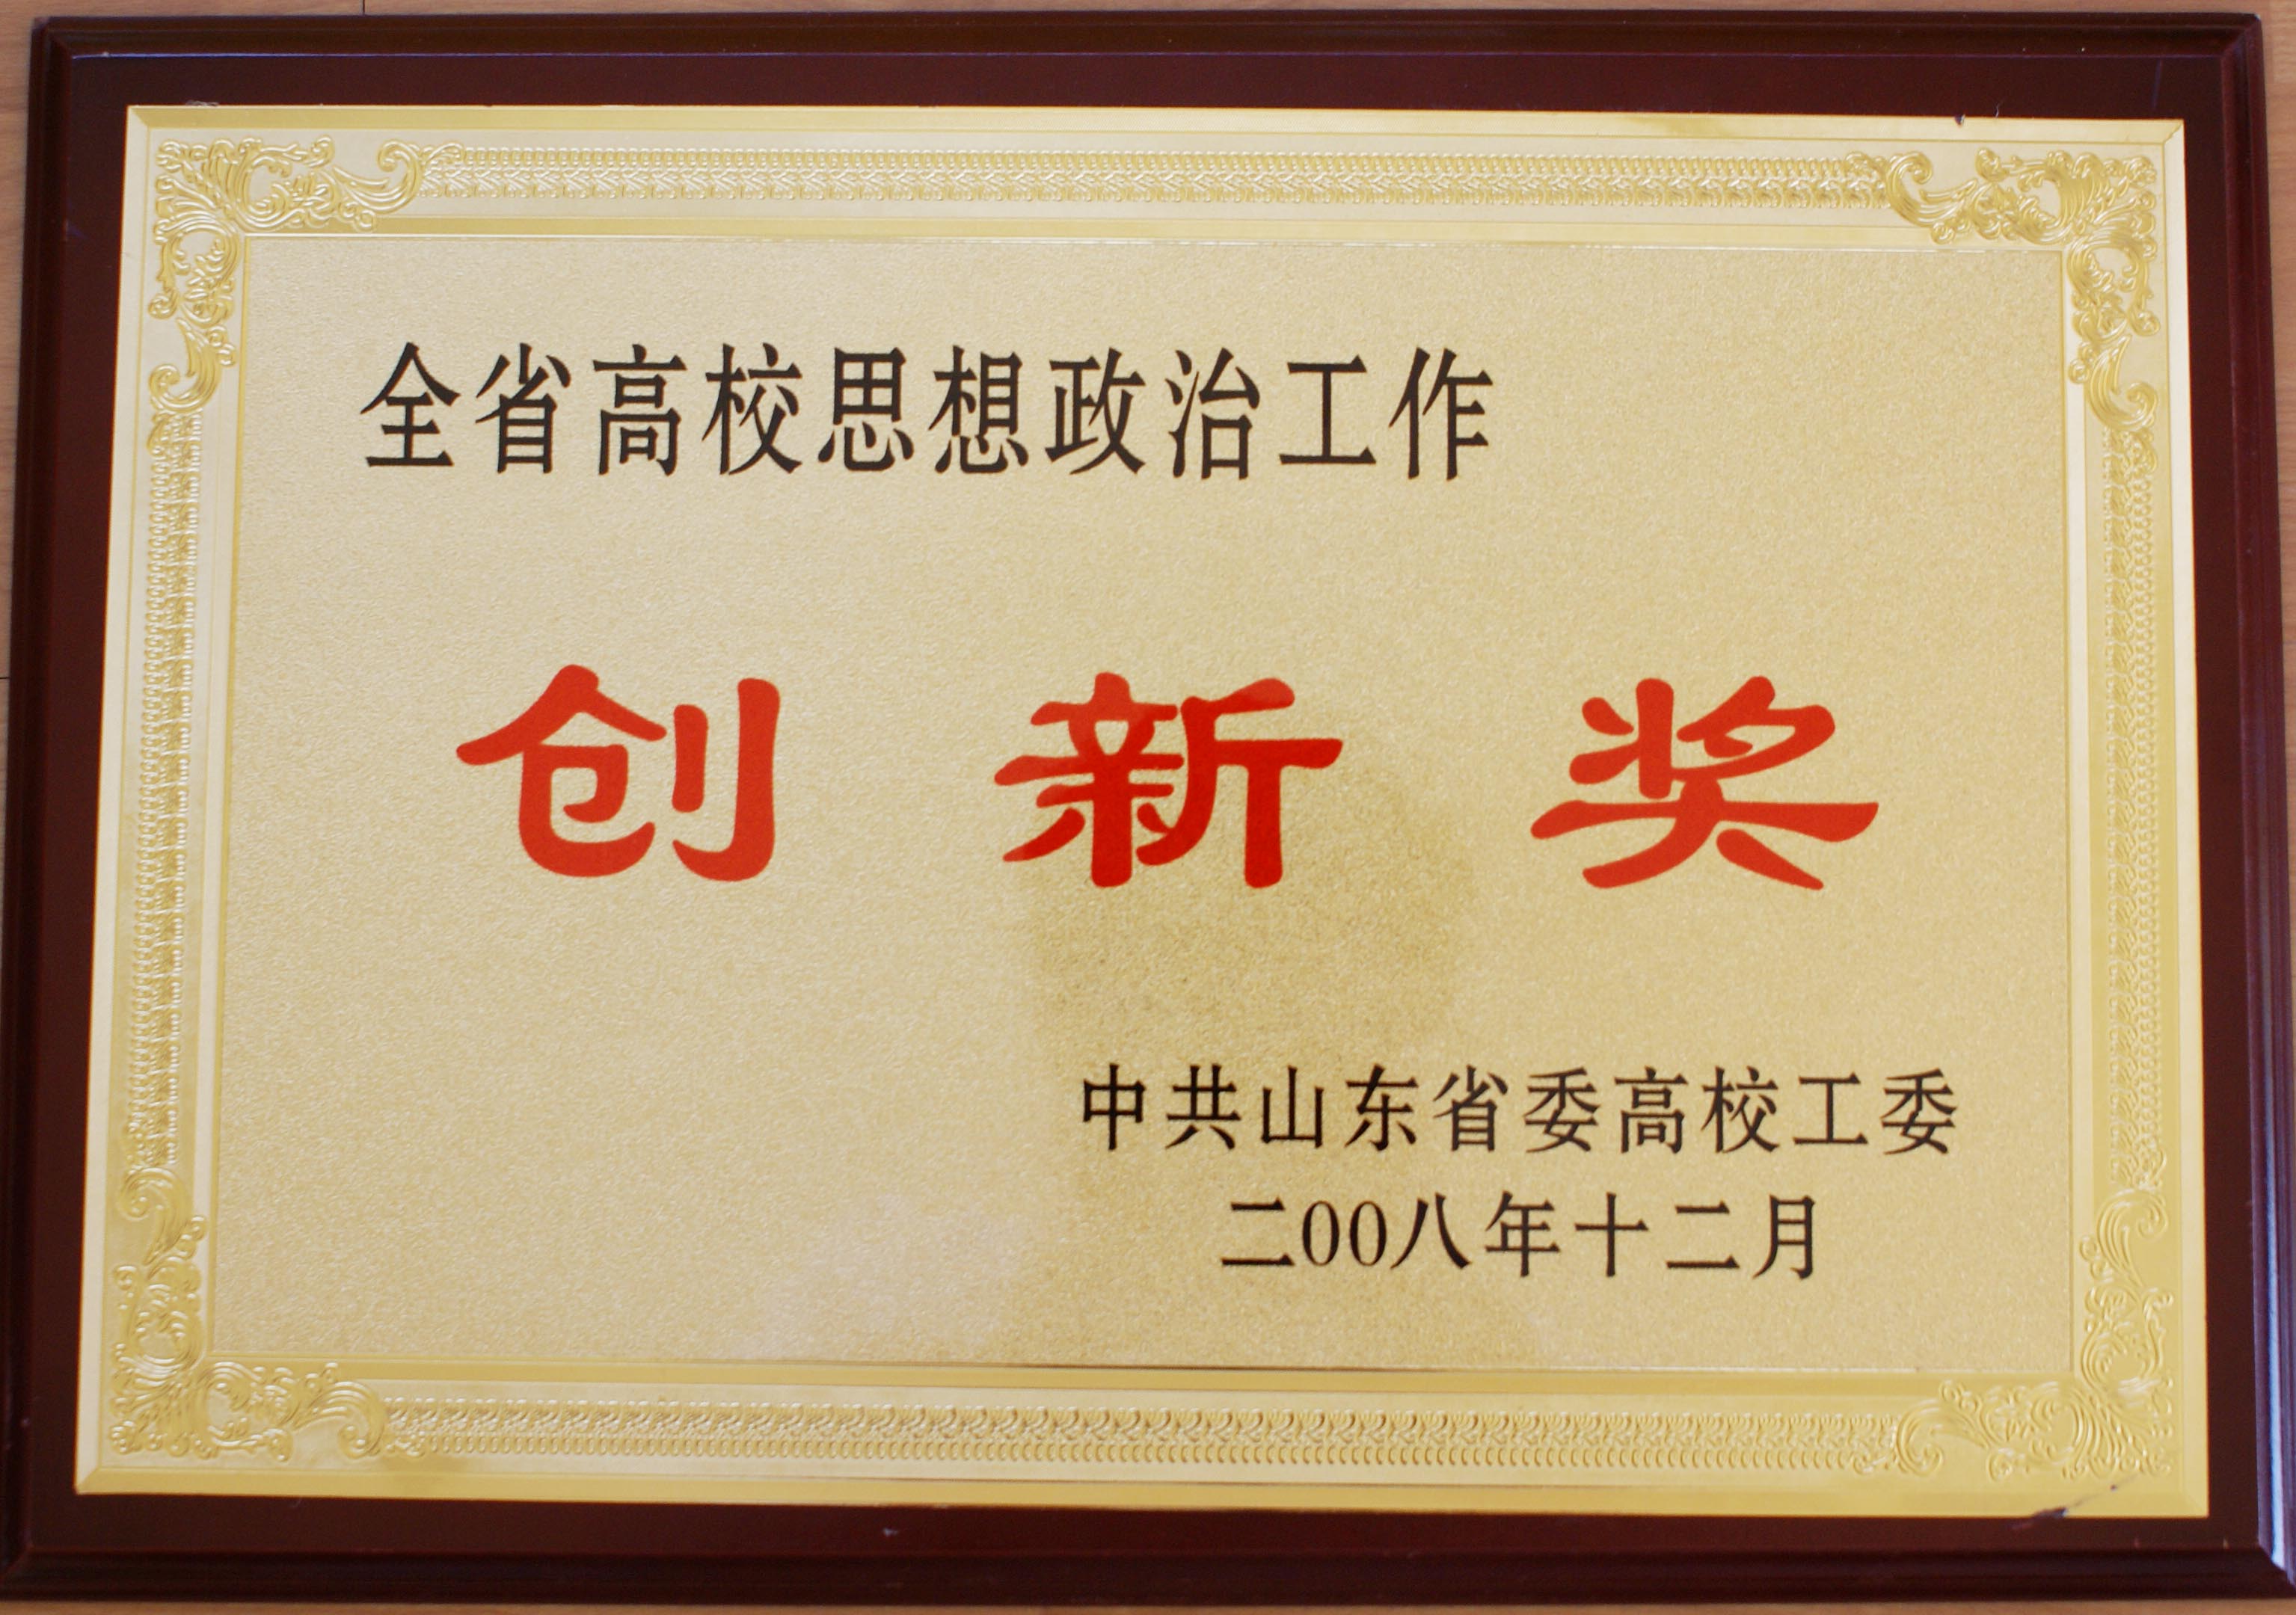 全省高校思想政治工作
创新奖
中共山东省委高校工委
二00八年十二月